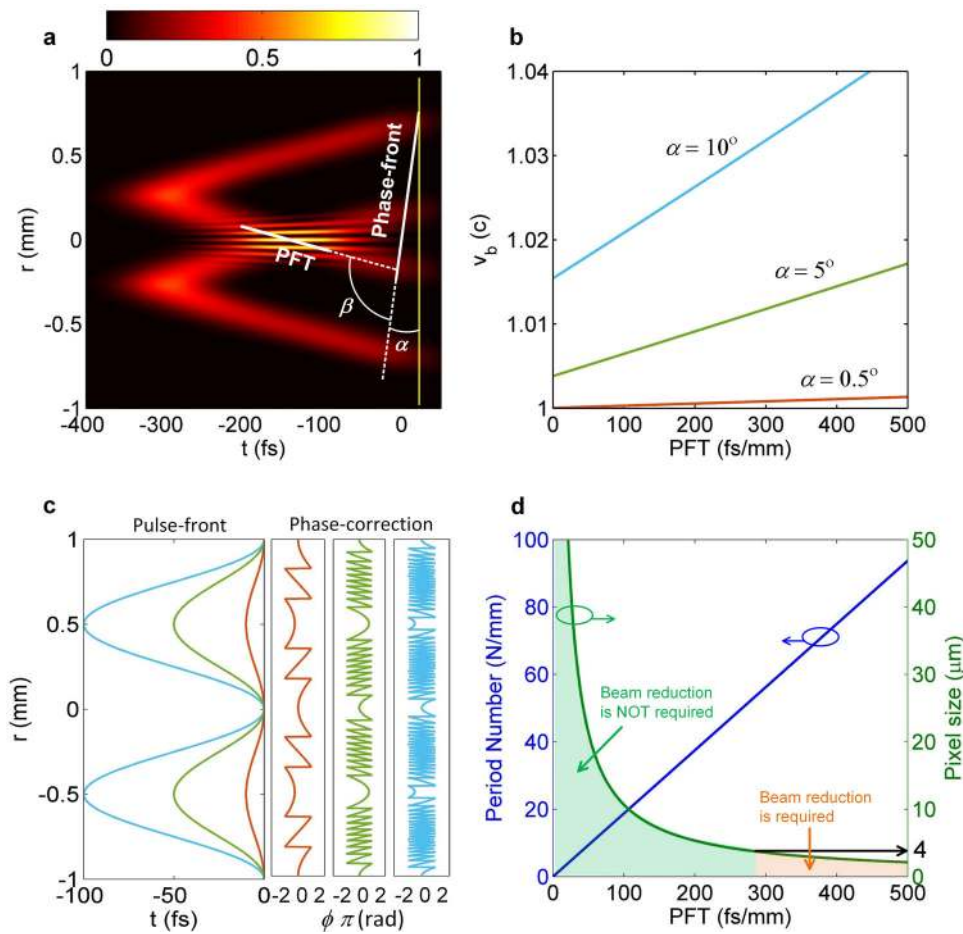 a
0
0.5
1
1
0.5
0
-0.5
-1
r (mm)
Phase-front
PFT
β
α
-400
-300
-200
-100
0
t (fs)
b
1.04
1.03
1.02
1.01
1
v_b (c)
α = 10°
α = 5°
α = 0.5°
0
100
200
300
400
500
PFT (fs/mm)
c
Pulse-front
Phase-correction
1
0.5
0
-0.5
-1
r (mm)
-100
-50
0
-2 0 2
-2 0 2
-2 0 2
t (fs)
ϕ π (rad)
d
100
80
60
40
20
0
Period Number (N/mm)
50
40
30
20
10
4
0
Pixel size (μm)
Beam reduction
is NOT required
Beam reduction
is required
0
100
200
300
400
500
PFT (fs/mm)